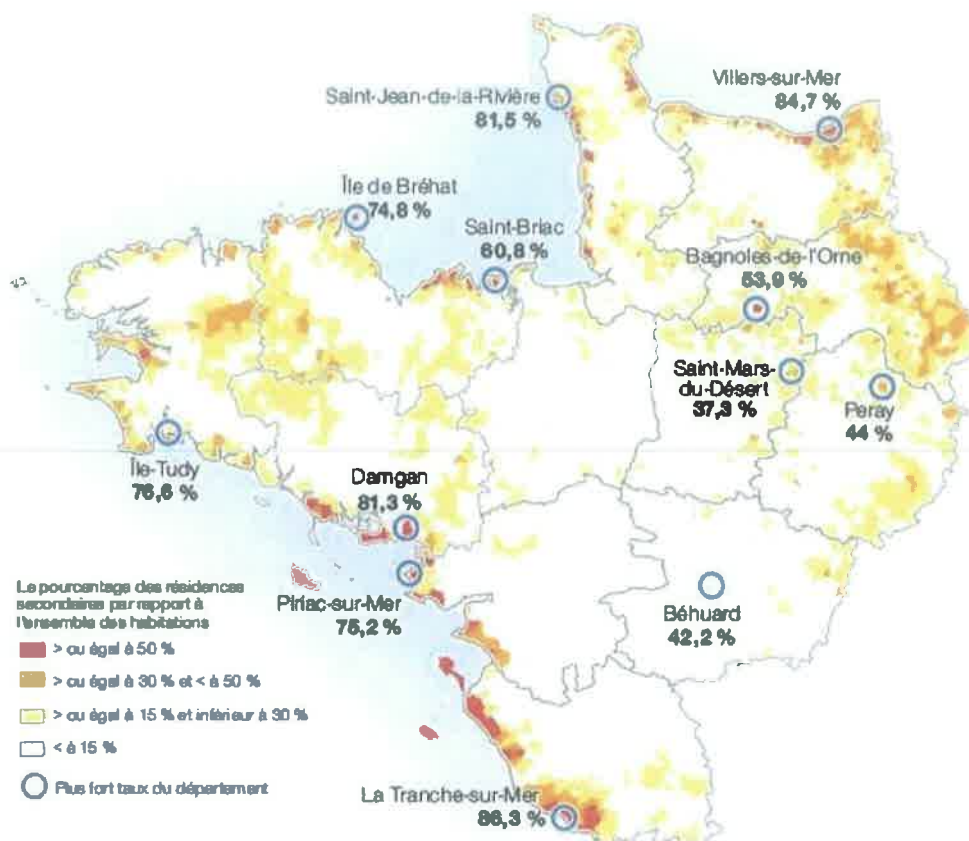 Villers-sur-Mer
84,7 %
Saint-Jean-de-la-Rivière
81,5 %
Île de Bréhat
74,8 %
Saint-Briac
60,8 %
Bagnoles-de-l'Orne
53,9 %
Saint-Mars-
du-Désert
37,3 %
Peray
44 %
Île-Tudy
76,6 %
Damgan
81,3 %
Piriac-sur-Mer
75,2 %
Béhuard
42,2 %
La Tranche-sur-Mer
86,3 %
Le pourcentage des résidences
secondaires par rapport à
l'ensemble des habitations
> ou égal à 50 %
> ou égal à 30 % et < à 50 %
> ou égal à 15 % et inférieur à 30 %
< à 15 %
Plus fort taux du département